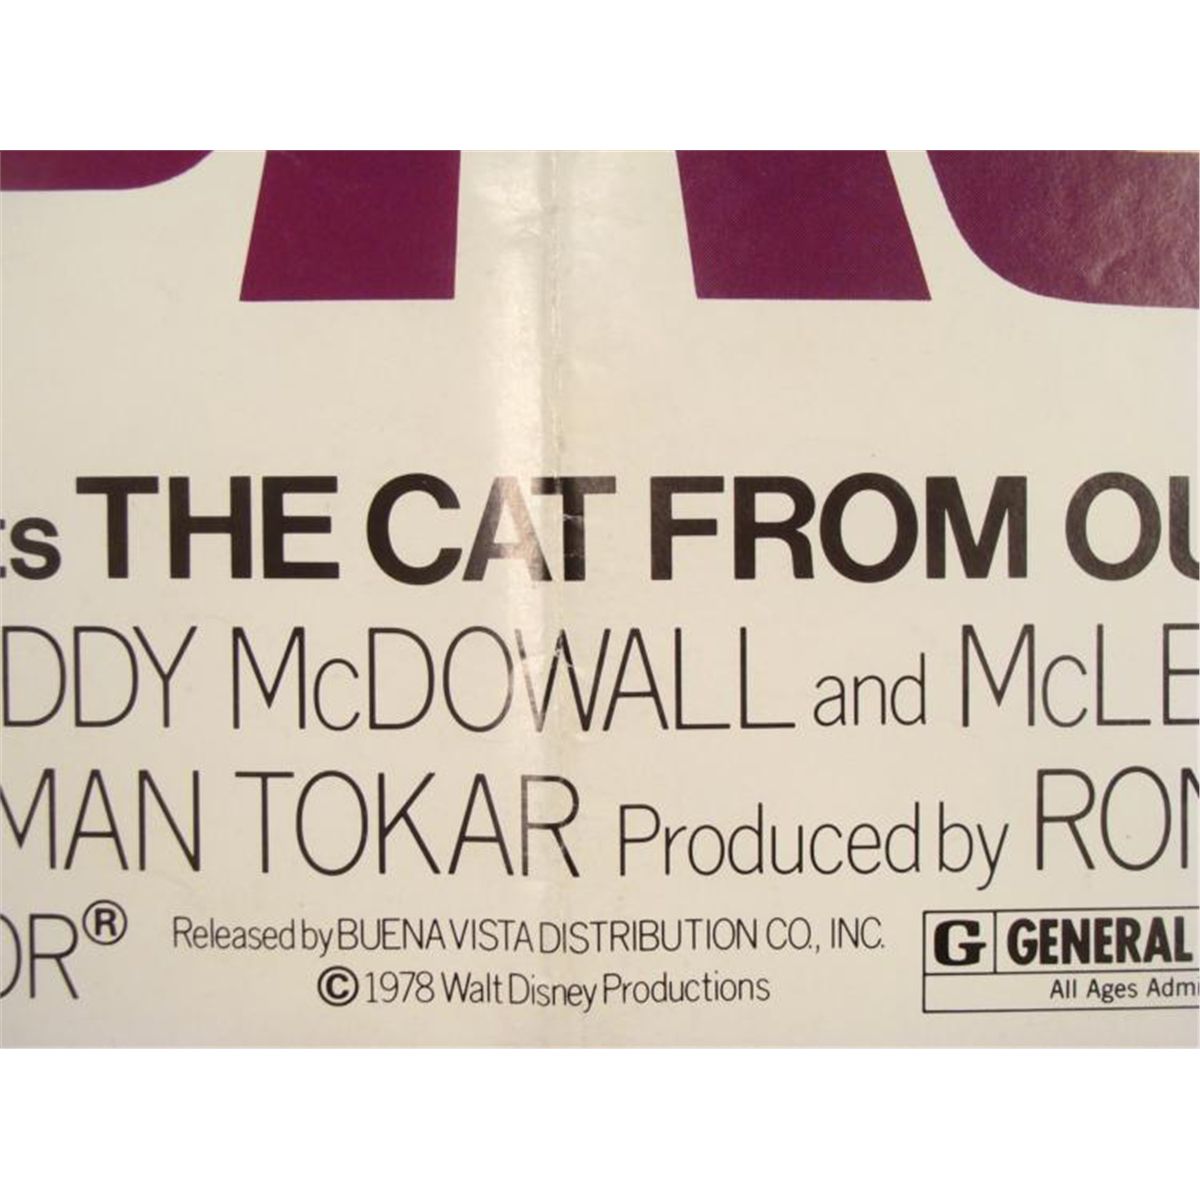 ts THE CAT FROM OU
DDY McDOWALL and McLE
MAN TOKAR Produced by RON
OR® Released by BUENA VISTA DISTRIBUTION CO., INC.
© 1978 Walt Disney Productions
G GENERAL
All Ages Admi